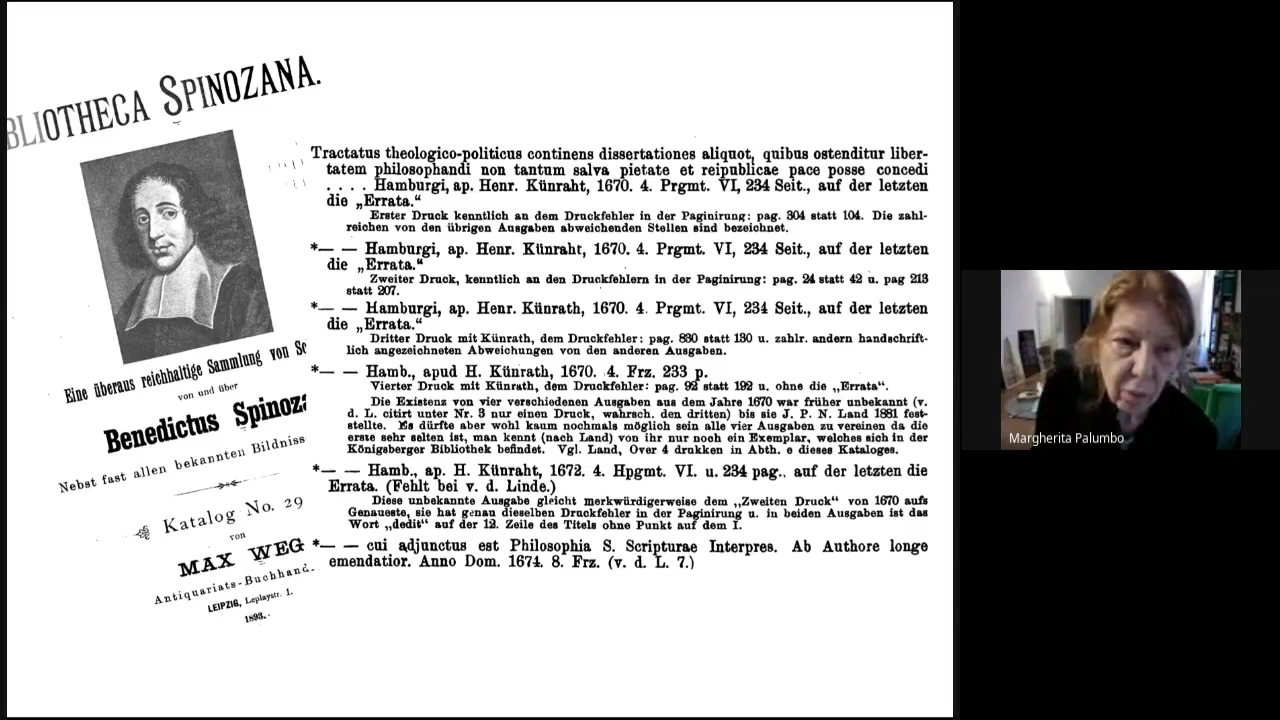 BLIOTHECA SPINOZANA.
Eine überaus reichhaltige Sammlung von Sc
von und über
Benedictus Spinoza
Nebst fast allen bekannten Bildniss
Katalog No. 29
von
MAX WEG
Antiquariats-Buchhand.
LEIPZIG, Leplaystr. 1.
1893.
Tractatus theologico-politicus continens dissertationes aliquot, quibus ostenditur liber-
tatem philosophandi non tantum salva pietate et reipublicae pace posse concedi
. . . . Hamburgi, ap. Henr. Künraht, 1670. 4. Prgmt. VI, 234 Seit., auf der letzten
die „Errata.“
Erster Druck kenntlich an dem Druckfehler in der Paginirung: pag. 304 statt 104. Die zahl-
reichen von den übrigen Ausgaben abweichenden Stellen sind bezeichnet.
*— — Hamburgi, ap. Henr. Künraht, 1670. 4. Prgmt. VI, 234 Seit., auf der letzten
die „Errata.“
Zweiter Druck, kenntlich an den Druckfehlern in der Paginirung: pag. 24 statt 42 u. pag 213
statt 207.
*— — Hamburgi, ap. Henr. Künrath, 1670. 4. Prgmt. VI, 234 Seit., auf der letzten
die „Errata.“
Dritter Druck mit Künrath, dem Druckfehler: pag. 830 statt 130 u. zahlr. andern handschrift-
lich angezeichneten Abweichungen von den anderen Ausgaben.
*— — Hamb., apud H. Künrath, 1670. 4. Frz. 233 p.
Vierter Druck mit Künrath, dem Druckfehler: pag. 92 statt 192 u. ohne die „Errata“.
Die Existenz von vier verschiedenen Ausgaben aus dem Jahre 1670 war früher unbekannt (v.
d. L. citirt unter Nr. 3 nur einen Druck, wahrsch. den dritten) bis sie J. P. N. Land 1881 fest-
stellte. Es dürfte aber wohl kaum nochmals möglich sein alle vier Ausgaben zu vereinen da die
erste sehr selten ist, man kennt (nach Land) von ihr nur noch ein Exemplar, welches sich in der
Königsberger Bibliothek befindet. Vgl. Land, Over 4 drukken in Abth. e dieses Kataloges.
*— — Hamb., ap. H. Künraht, 1672. 4. Hpgmt. VI. u. 234 pag., auf der letzten die
Errata. (Fehlt bei v. d. Linde.)
Diese unbekannte Ausgabe gleicht merkwürdigerweise dem „Zweiten Druck“ von 1670 aufs
Genaueste, sie hat genau dieselben Druckfehler in der Paginirung u. in beiden Ausgaben ist das
Wort „dedit“ auf der 12. Zeile des Titels ohne Punkt auf dem I.
*— — cui adjunctus est Philosophia S. Scripturae Interpres. Ab Authore longe
emendatior. Anno Dom. 1674. 8. Frz. (v. d. L. 7.)
Margherita Palumbo